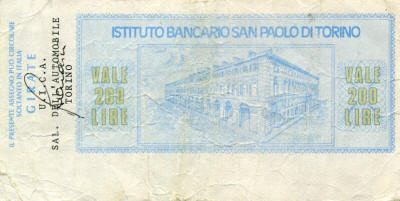 ISTITUTO BANCARIO SAN PAOLO DI TORINO
VALE
200
LIRE
VALE
200
LIRE
IL PRESENTE ASSEGNO PUÒ CIRCOLARE
SOLTANTO IN ITALIA
GIRATE
U.I.C.A.
SAL. DELL'AUTOMOBILE
TORINO